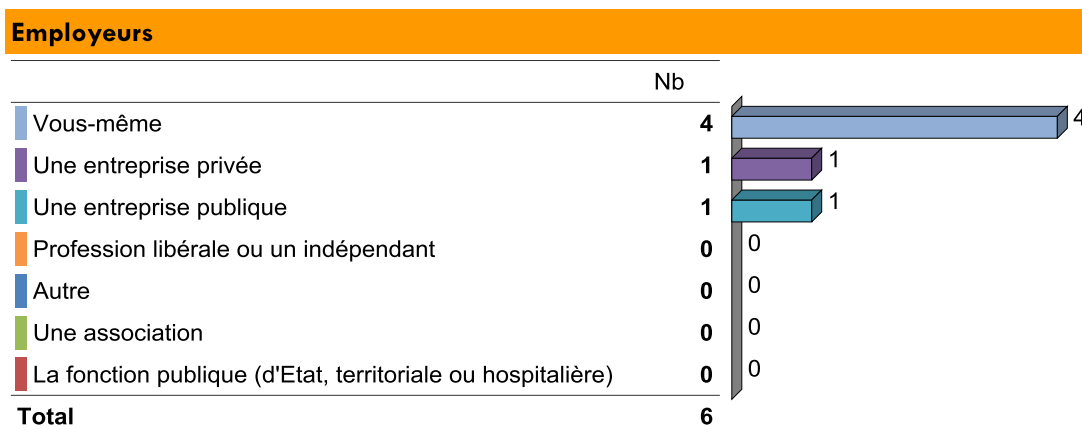 Employeurs
Nb
Vous-même 4 4
Une entreprise privée 1 1
Une entreprise publique 1 1
Profession libérale ou un indépendant 0 0
Autre 0 0
Une association 0 0
La fonction publique (d'Etat, territoriale ou hospitalière) 0 0
Total 6